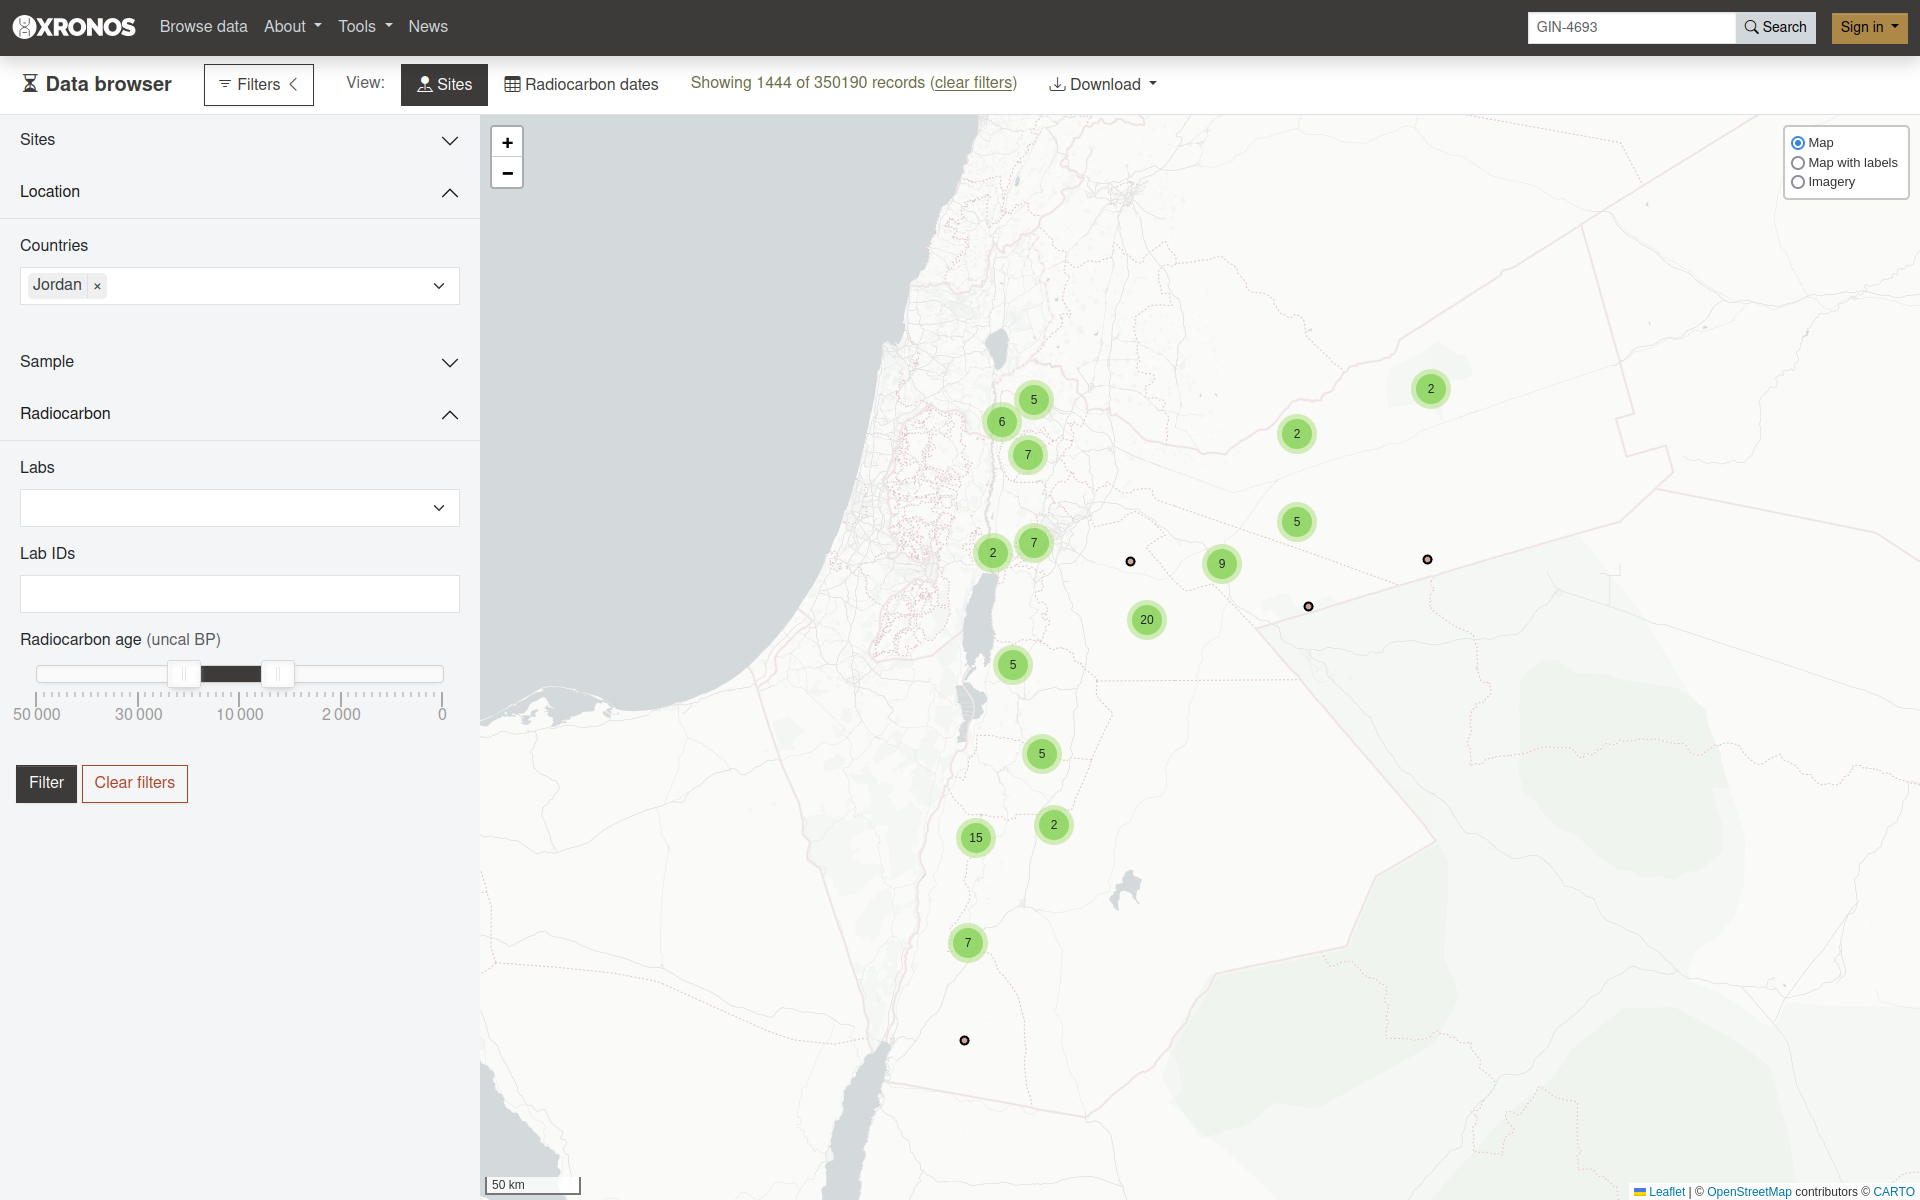 XRONOS
Browse data
About
Tools
News
GIN-4693
Search
Sign in
Data browser
Filters
View:
Sites
Radiocarbon dates
Showing 1444 of 350190 records (clear filters)
Download
Sites
Location
Countries
Jordan ×
Sample
Radiocarbon
Labs
Lab IDs
Radiocarbon age (uncal BP)
50 000 30 000 10 000 2 000 0
Filter
Clear filters
+
−
Map
Map with labels
Imagery
2
5
6
2
7
5
7
2
9
20
5
5
2
15
7
50 km
Leaflet | © OpenStreetMap contributors © CARTO